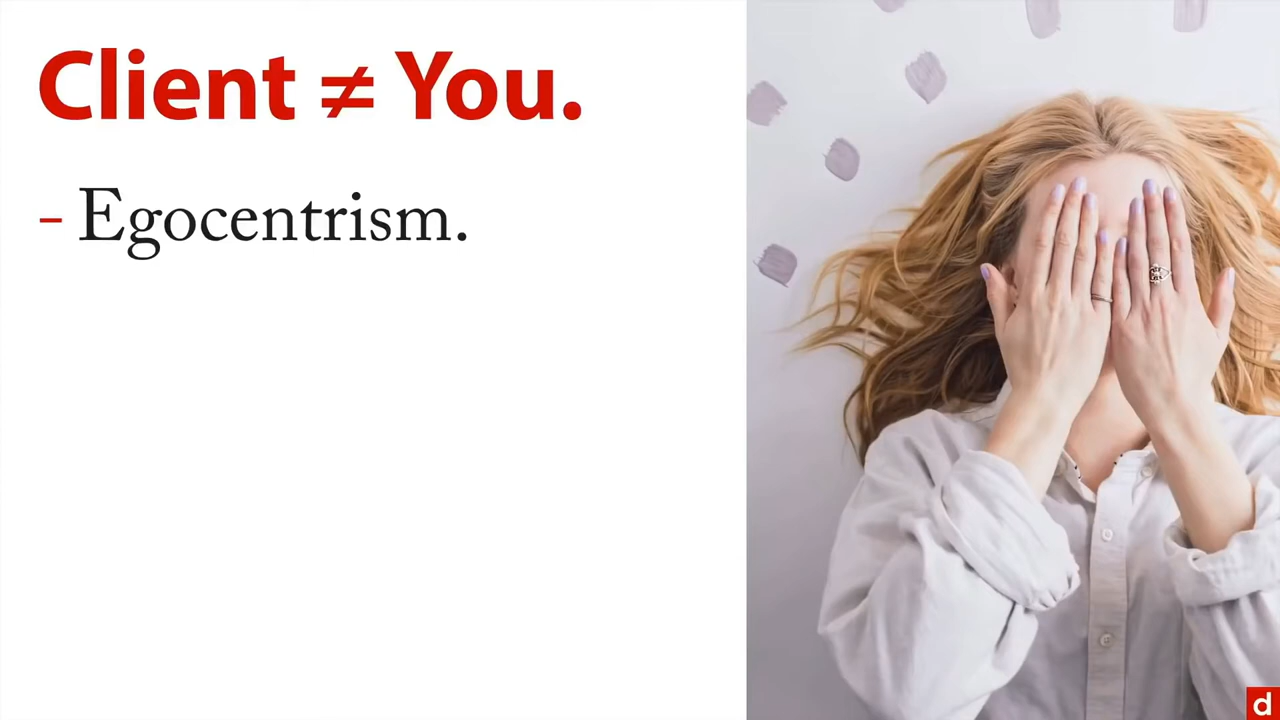 Client ≠ You.
- Egocentrism.
d